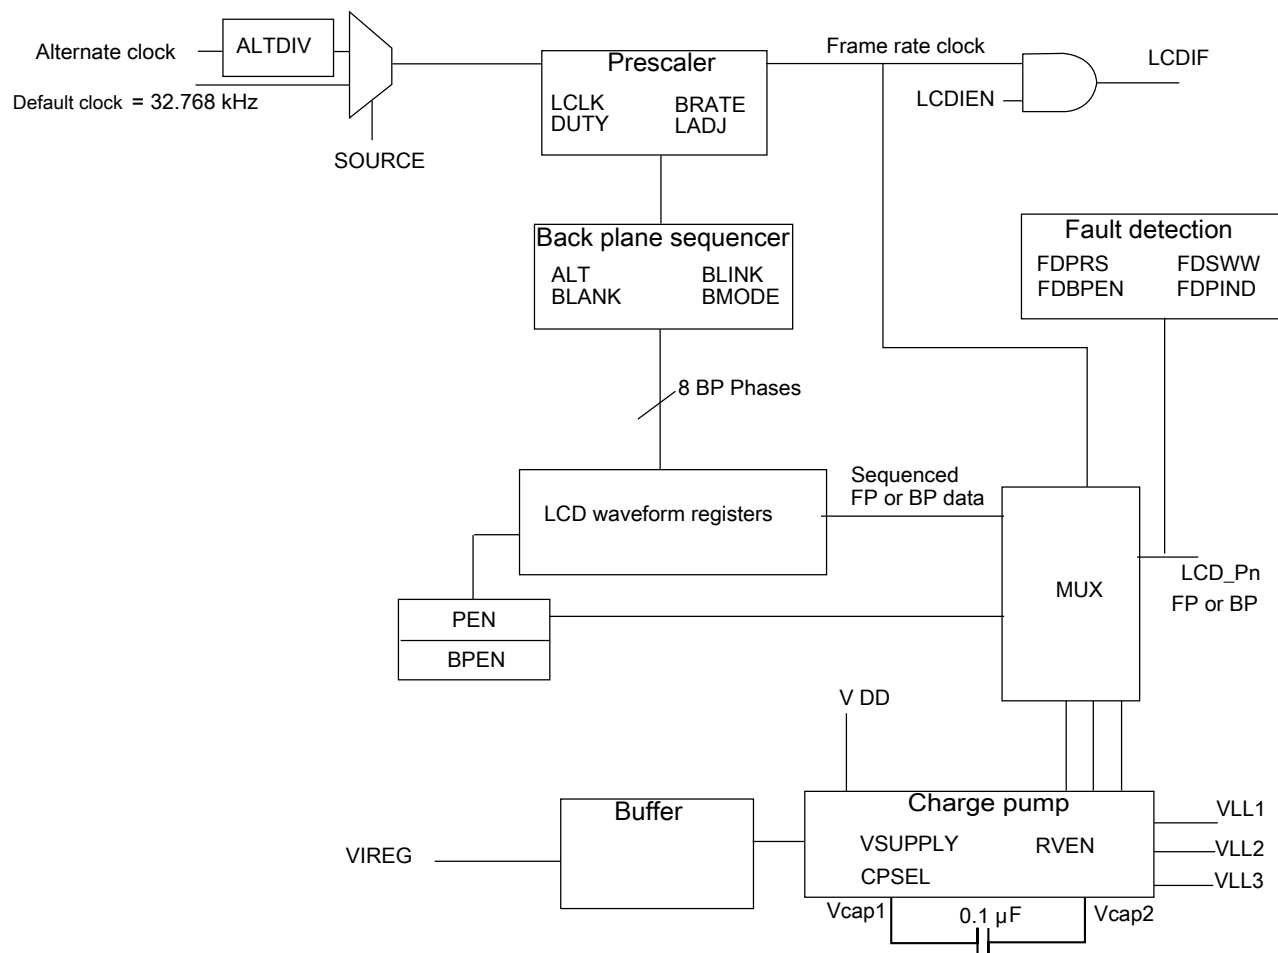 Alternate clock
ALTDIV
Default clock = 32.768 kHz
SOURCE
Prescaler
LCLK BRATE
DUTY LADJ
Frame rate clock
LCDIEN
LCDIF
Back plane sequencer
ALT BLINK
BLANK BMODE
Fault detection
FDPRS FDSWW
FDBPEN FDPIND
8 BP Phases
LCD waveform registers
Sequenced
FP or BP data
MUX
LCD_Pn
FP or BP
PEN
BPEN
V DD
VIREG
Buffer
Charge pump
VSUPPLY RVEN
CPSEL
VLL1
VLL2
VLL3
Vcap1
0.1 µF
Vcap2